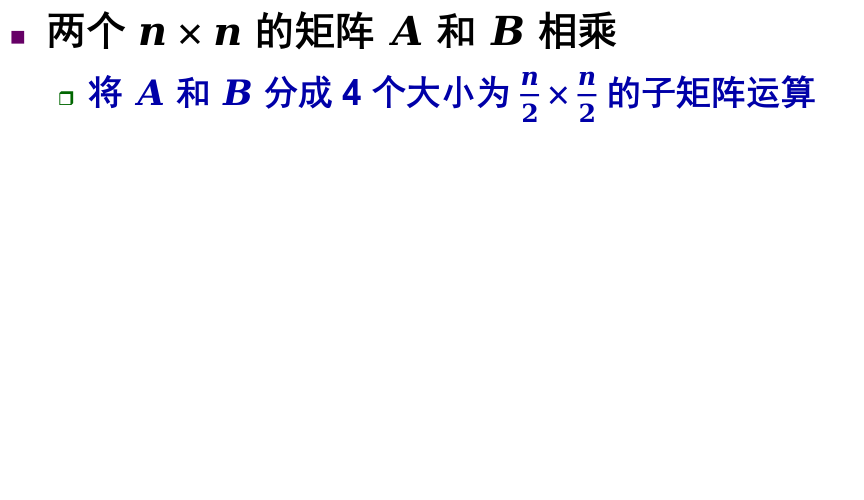 ■ 两个 n × n 的矩阵 A 和 B 相乘
❒ 将 A 和 B 分成 4 个大小为 n/2 × n/2 的子矩阵运算